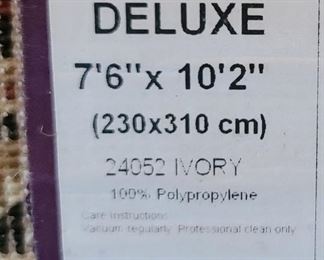 DELUXE
7'6"x 10'2"
(230x310 cm)
24052 IVORY
100% Polypropylene
Care Instructions
Vacuum regularly. Professional clean only